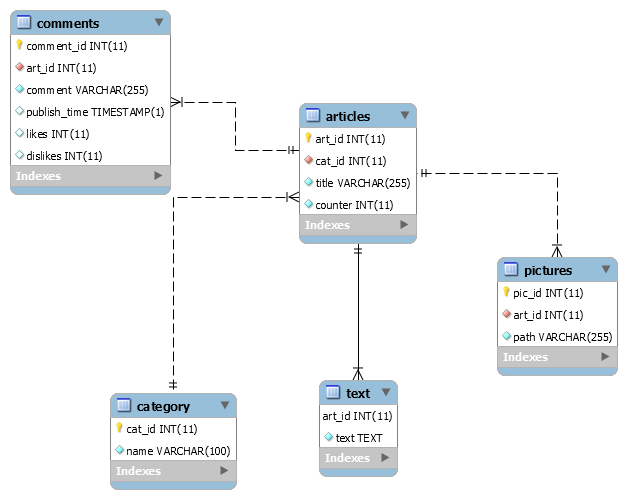 comments
comment_id INT(11)
art_id INT(11)
comment VARCHAR(255)
publish_time TIMESTAMP(1)
likes INT(11)
dislikes INT(11)
Indexes
articles
art_id INT(11)
cat_id INT(11)
title VARCHAR(255)
counter INT(11)
Indexes
pictures
pic_id INT(11)
art_id INT(11)
path VARCHAR(255)
Indexes
category
cat_id INT(11)
name VARCHAR(100)
Indexes
text
art_id INT(11)
text TEXT
Indexes